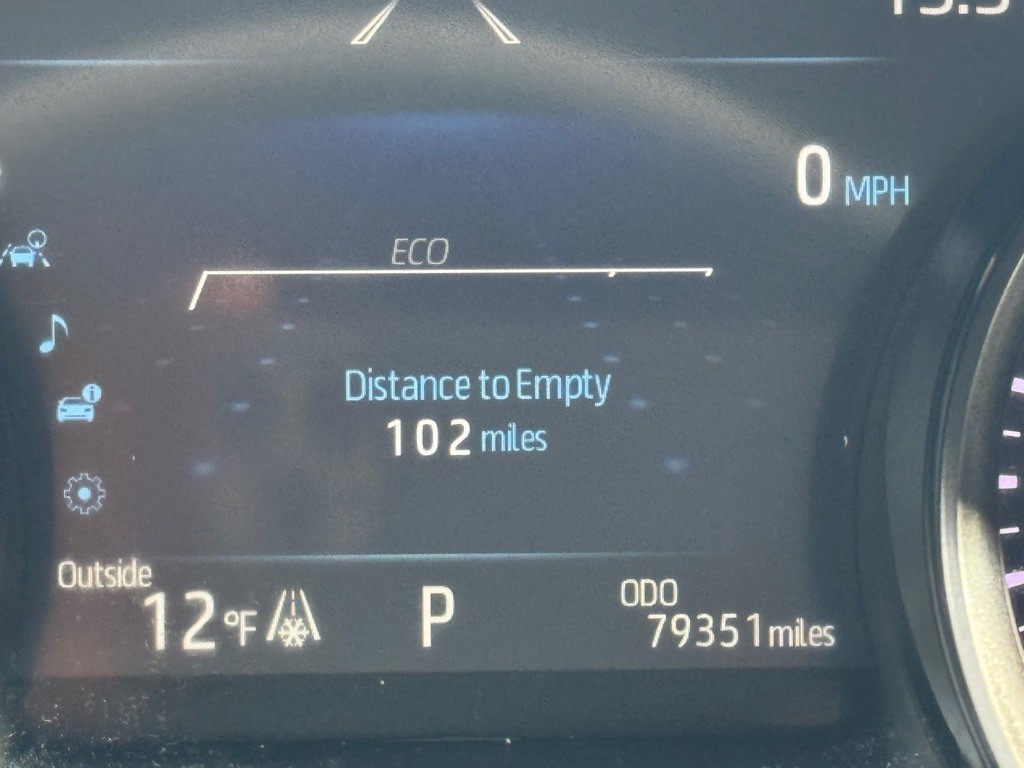 0 MPH
ECO
Distance to Empty
102 miles
Outside
12 °F
P
ODO
79351 miles